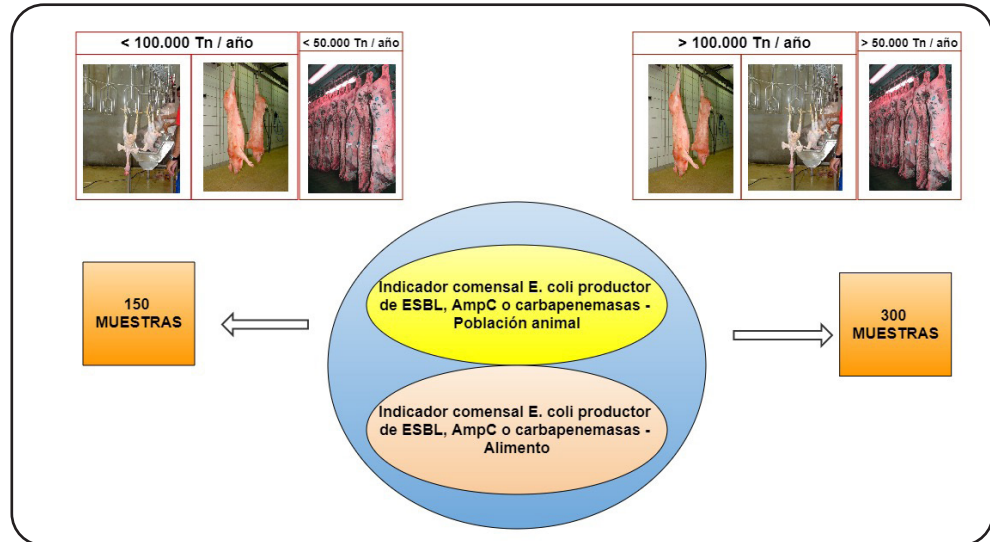 < 100.000 Tn / año
< 50.000 Tn / año
> 100.000 Tn / año
> 50.000 Tn / año
150
MUESTRAS
Indicador comensal E. coli productor
de ESBL, AmpC o carbapenemasas -
Población animal
Indicador comensal E. coli productor
de ESBL, AmpC o carbapenemasas -
Alimento
300
MUESTRAS